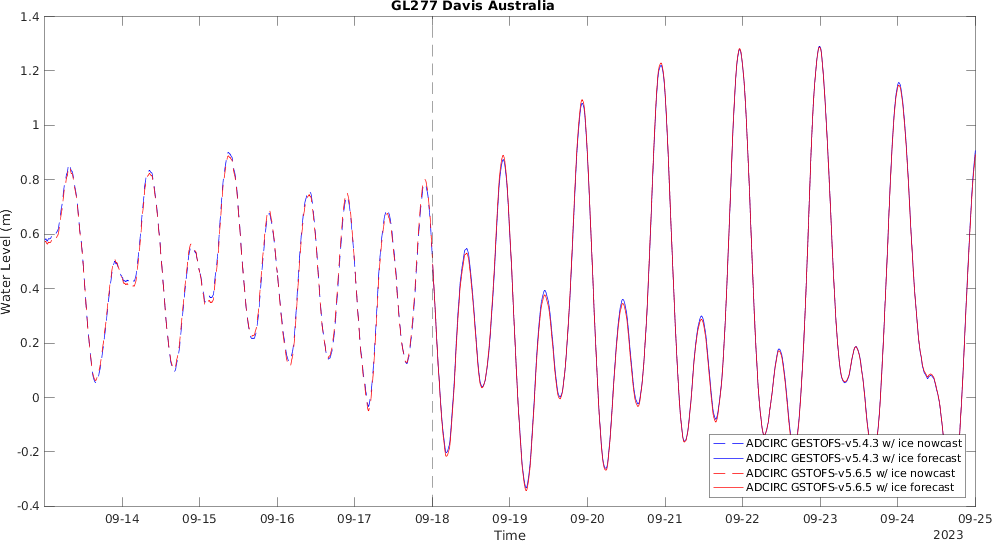 GL277 Davis Australia
Water Level (m)
1.4
1.2
1
0.8
0.6
0.4
0.2
0
-0.2
-0.4
ADCIRC GESTOFS-v5.4.3 w/ ice nowcast
ADCIRC GESTOFS-v5.4.3 w/ ice forecast
ADCIRC GSTOFS-v5.6.5 w/ ice nowcast
ADCIRC GSTOFS-v5.6.5 w/ ice forecast
09-14 09-15 09-16 09-17 09-18 09-19 09-20 09-21 09-22 09-23 09-24 09-25
Time
2023